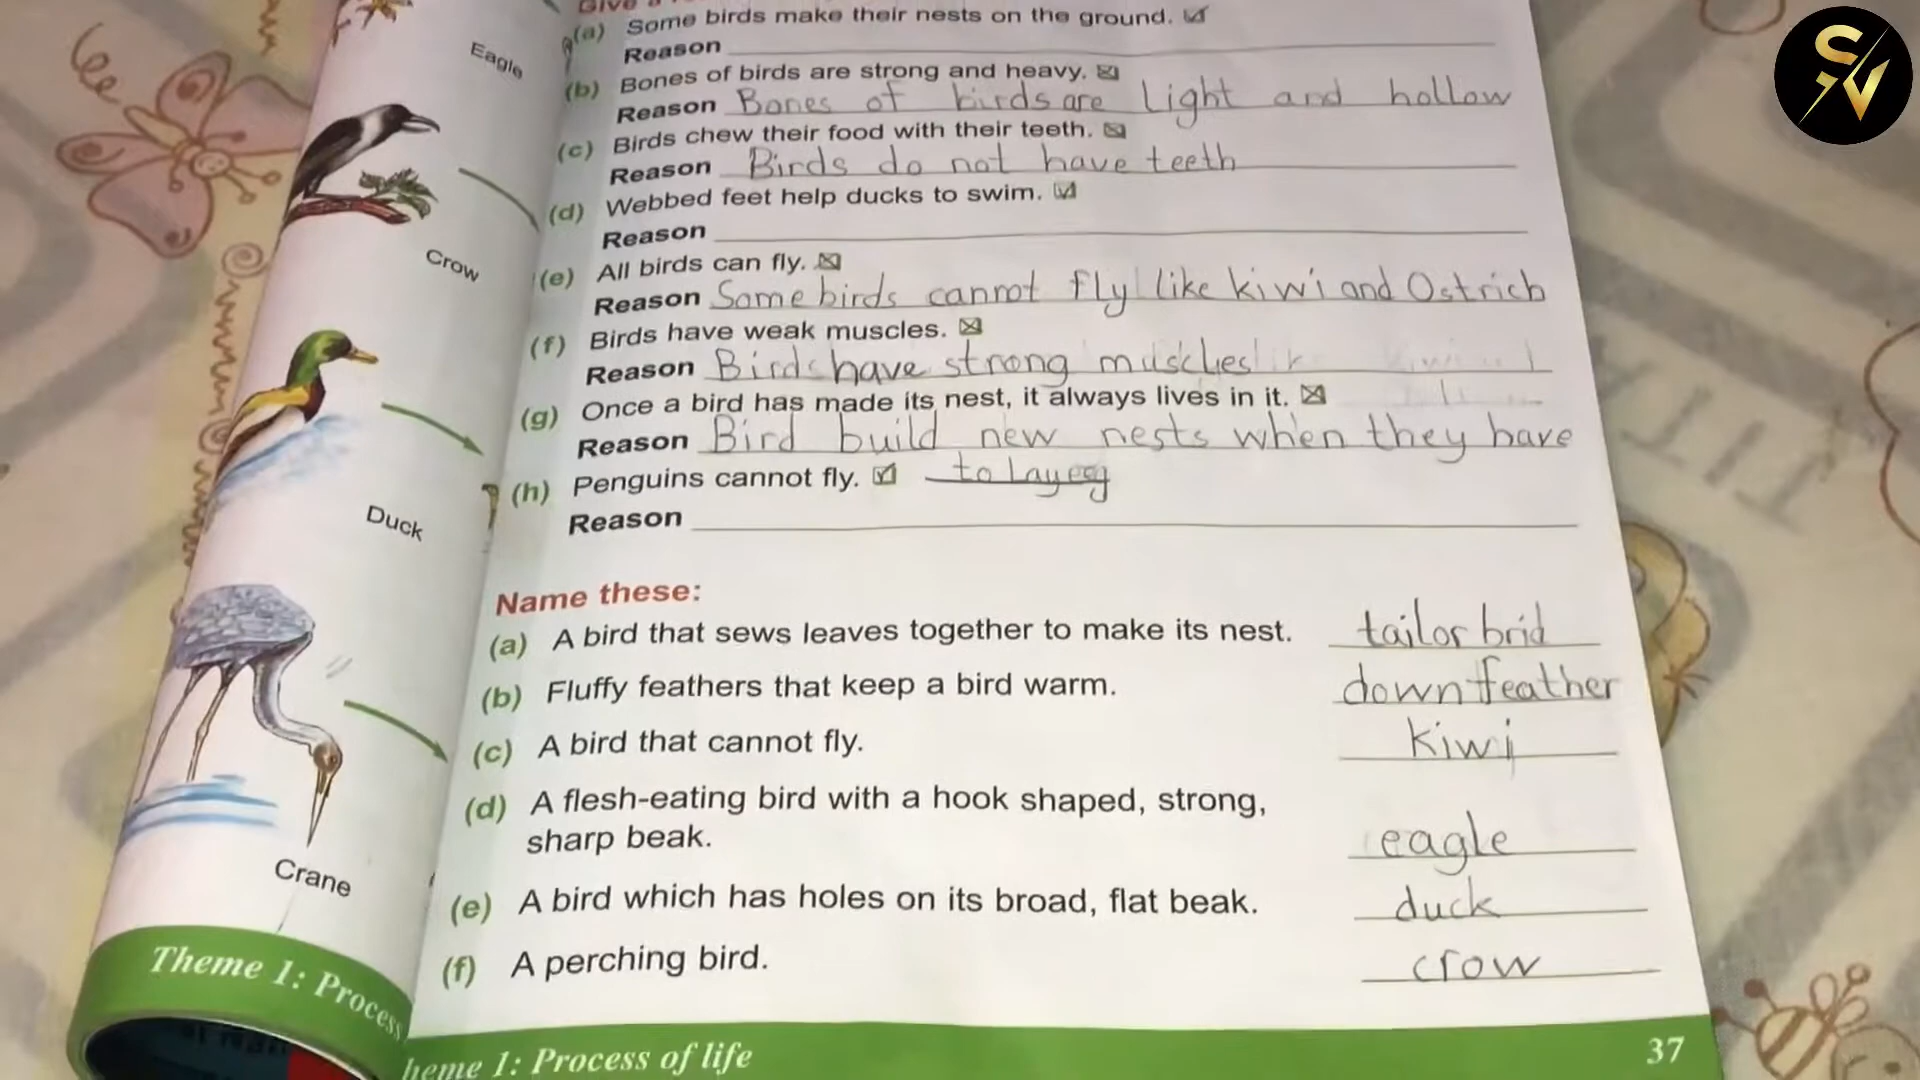 Eagle
Crow
Duck
Crane
Theme 1: Process
(a) Some birds make their nests on the ground. ☑
Reason
(b) Bones of birds are strong and heavy. ☒
Reason Bones of birds are light and hollow
(c) Birds chew their food with their teeth. ☒
Reason Birds do not have teeth
(d) Webbed feet help ducks to swim. ☑
Reason
(e) All birds can fly. ☒
Reason Some birds cannot fly like kiwi and Ostrich
(f) Birds have weak muscles. ☒
Reason Birds have strong muscles
(g) Once a bird has made its nest, it always lives in it. ☒
Reason Bird build new nests when they have
to lay egg
(h) Penguins cannot fly. ☑
Reason
Name these:
(a) A bird that sews leaves together to make its nest. tailor brid
(b) Fluffy feathers that keep a bird warm. down feather
(c) A bird that cannot fly. kiwi
(d) A flesh-eating bird with a hook shaped, strong,
sharp beak. eagle
(e) A bird which has holes on its broad, flat beak. duck
(f) A perching bird. crow
heme 1: Process of life
37
SV